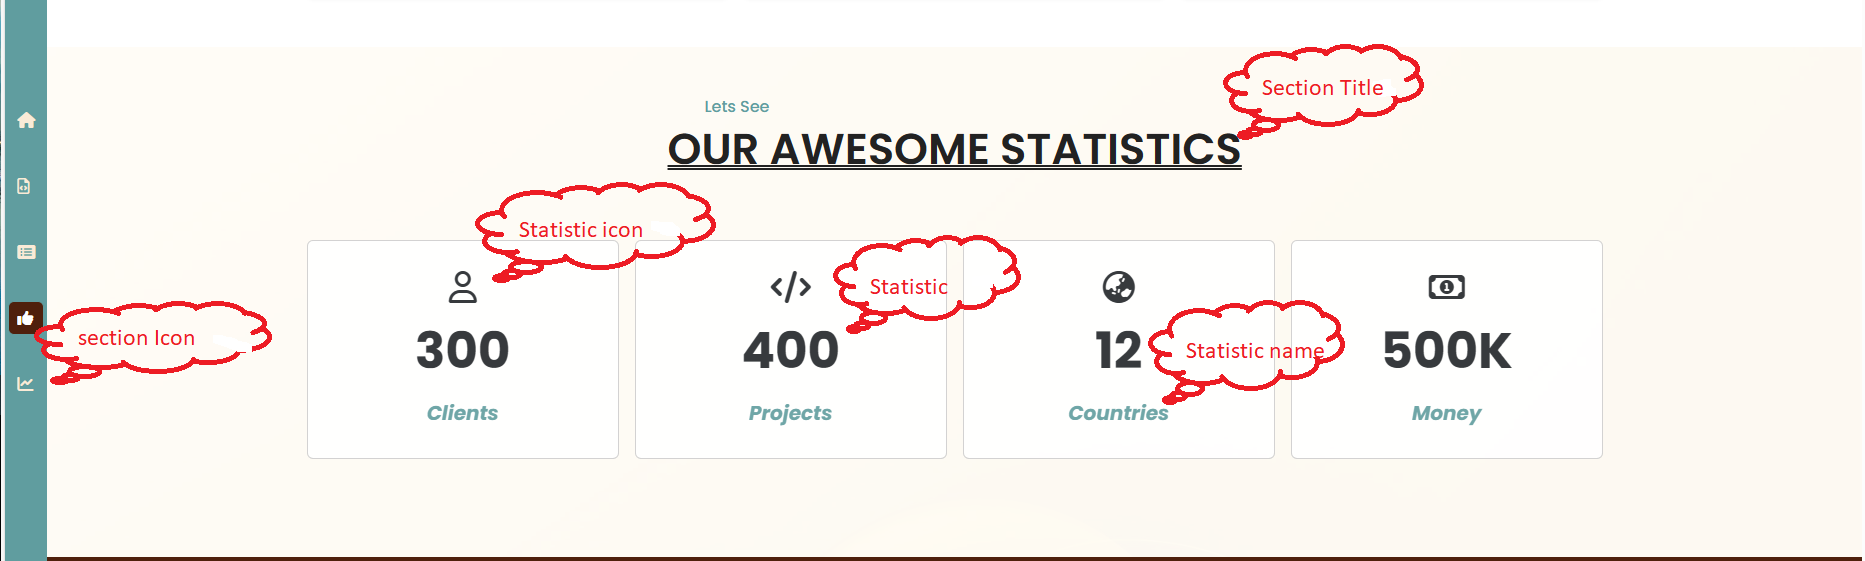 Section Title
Lets See
OUR AWESOME STATISTICS
Statistic icon
Statistic
section Icon
Statistic name
300
Clients
400
Projects
12
Countries
500K
Money